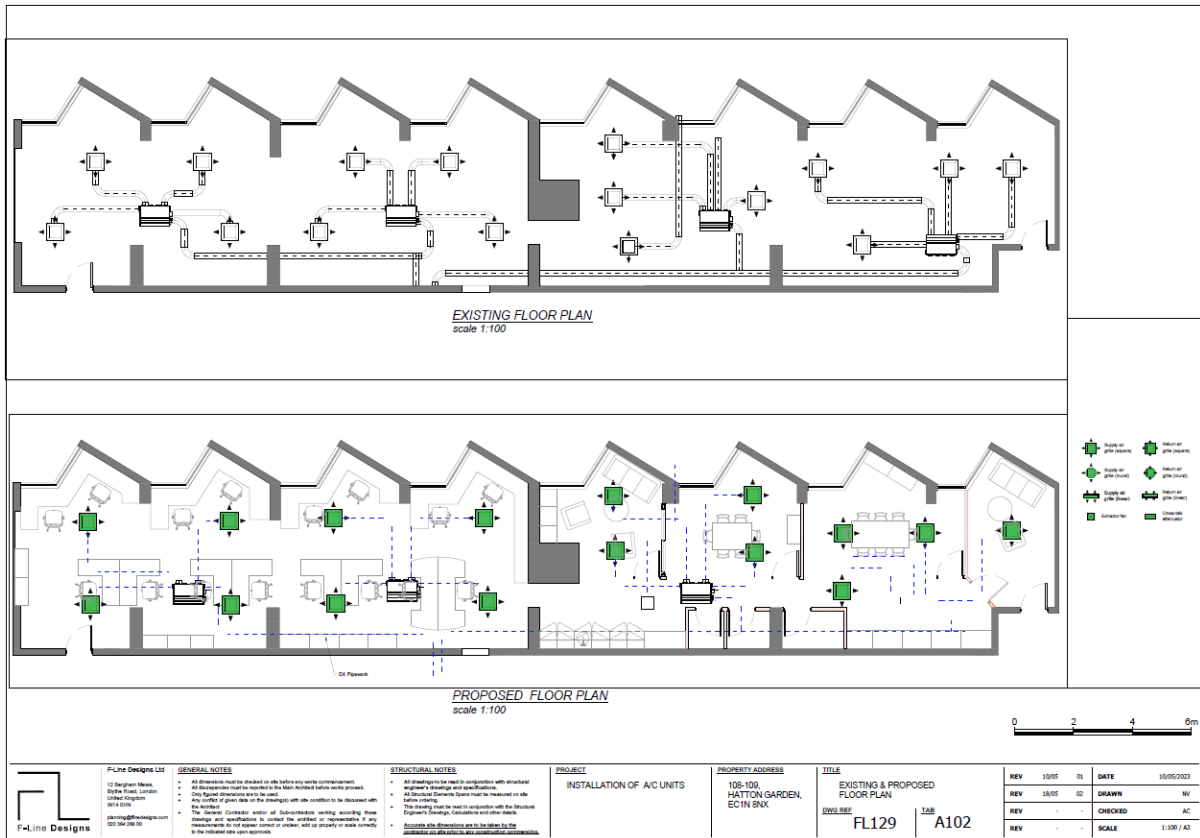 EXISTING FLOOR PLAN
scale 1:100
Supply air
grille (square)
Return air
grille (square)
Supply air
grille (round)
Return air
grille (round)
Supply air
grille (linear)
Return air
grille (linear)
Extractor fan
Cross-talk
attenuator
DX Pipework
PROPOSED FLOOR PLAN
scale 1:100
0 2 4 6m
F-Line Designs
F-Line Designs Ltd
12 Berghem Mews,
Blythe Road, London
United Kingdom
W14 0HN
planning@flinedesigns.com
GENERAL NOTES
• All dimensions must be checked on site before any works commencement.
• All discrepancies must be reported to the Main Architect before works proceed.
• Only figured dimensions are to be used.
• Any conflict of given data on the drawing(s) with site condition to be discussed with
the Architect
• The General Contractor and/or all Sub-contractors working according these
drawings and specifications to contact the architect or representative if any
measurements do not appear correct or unclear, add up properly or scale correctly
to the indicated size upon approvals.
STRUCTURAL NOTES
• All drawings to be read in conjunction with structural
engineer's drawings and specifications.
• All Structural Elements Spans must be measured on site
before ordering.
• This drawing must be read in conjunction with the Structural
Engineer's Drawings, Calculations and other details.
• Accurate site dimensions are to be taken by the
contractor on site prior to any construction commencing.
PROJECT
INSTALLATION OF A/C UNITS
PROPERTY ADDRESS
108-109,
HATTON GARDEN,
EC1N 8NX
TITLE
EXISTING & PROPOSED
FLOOR PLAN
DWG REF
FL129
TAB
A102
REV 10/05 01 DATE 10/05/2023
REV 18/05 02 DRAWN NV
REV - - CHECKED AC
REV - - SCALE 1:100 / A3